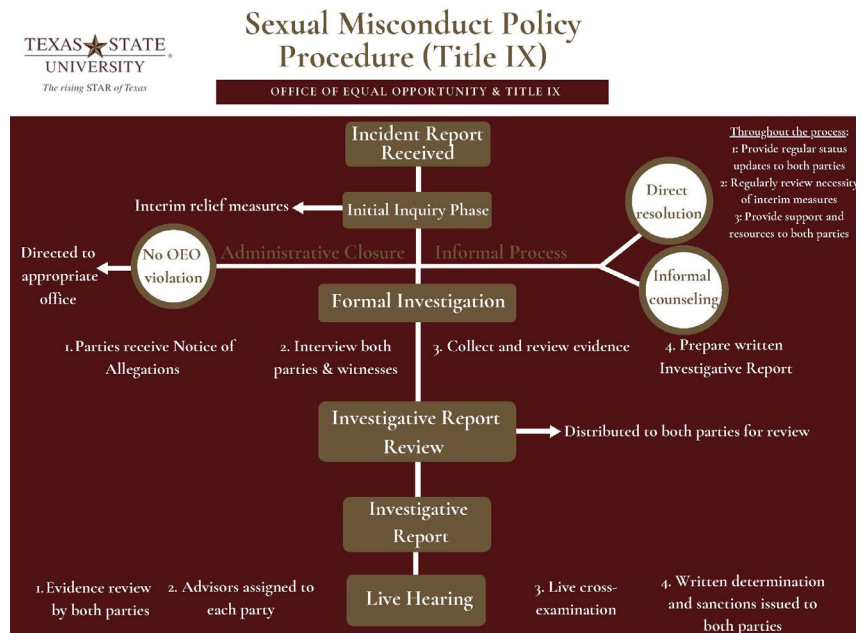 Sexual Misconduct Policy
Procedure (Title IX)
TEXAS STATE
UNIVERSITY®
The rising STAR of Texas
OFFICE OF EQUAL OPPORTUNITY & TITLE IX
Incident Report
Received
Throughout the process:
1: Provide regular status
updates to both parties
2: Regularly review necessity
of interim measures
3: Provide support and
resources to both parties
Interim relief measures
Initial Inquiry Phase
Direct
resolution
Directed to
appropriate
office
No OEO
violation
Administrative Closure
Informal Process
Informal
counseling
Formal Investigation
1. Parties receive Notice of
Allegations
2. Interview both
parties & witnesses
3. Collect and review evidence
4. Prepare written
Investigative Report
Investigative Report
Review
Distributed to both parties for review
Investigative
Report
1. Evidence review
by both parties
2. Advisors assigned to
each party
Live Hearing
3. Live cross-
examination
4. Written determination
and sanctions issued to
both parties